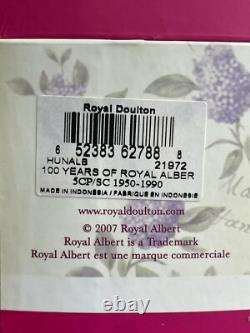 Royal Doulton
6 52383 62788 8
HUNALB 21972
100 YEARS OF ROYAL ALBER
5CP/SC 1950-1990
MADE IN INDONESIA / FABRIQUE EN INDONESIE
www.royaldoulton.com
© 2007 Royal Albert
Royal Albert is a Trademark
Royal Albert est une marque commerciale